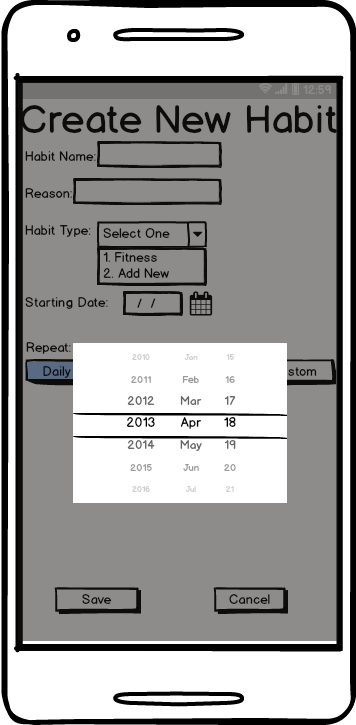 12:59
Create New Habit
Habit Name:
Reason:
Habit Type: Select One
1. Fitness
2. Add New
Starting Date: / /
Repeat:
Daily stom
2010 Jan 15
2011 Feb 16
2012 Mar 17
2013 Apr 18
2014 May 19
2015 Jun 20
2016 Jul 21
Save Cancel